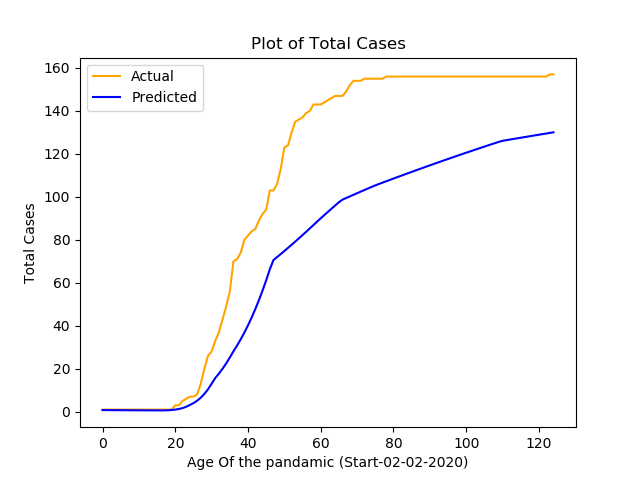 Plot of Total Cases
Actual
Predicted
160
140
120
100
80
60
40
20
0
Total Cases
0 20 40 60 80 100 120
Age Of the pandamic (Start-02-02-2020)